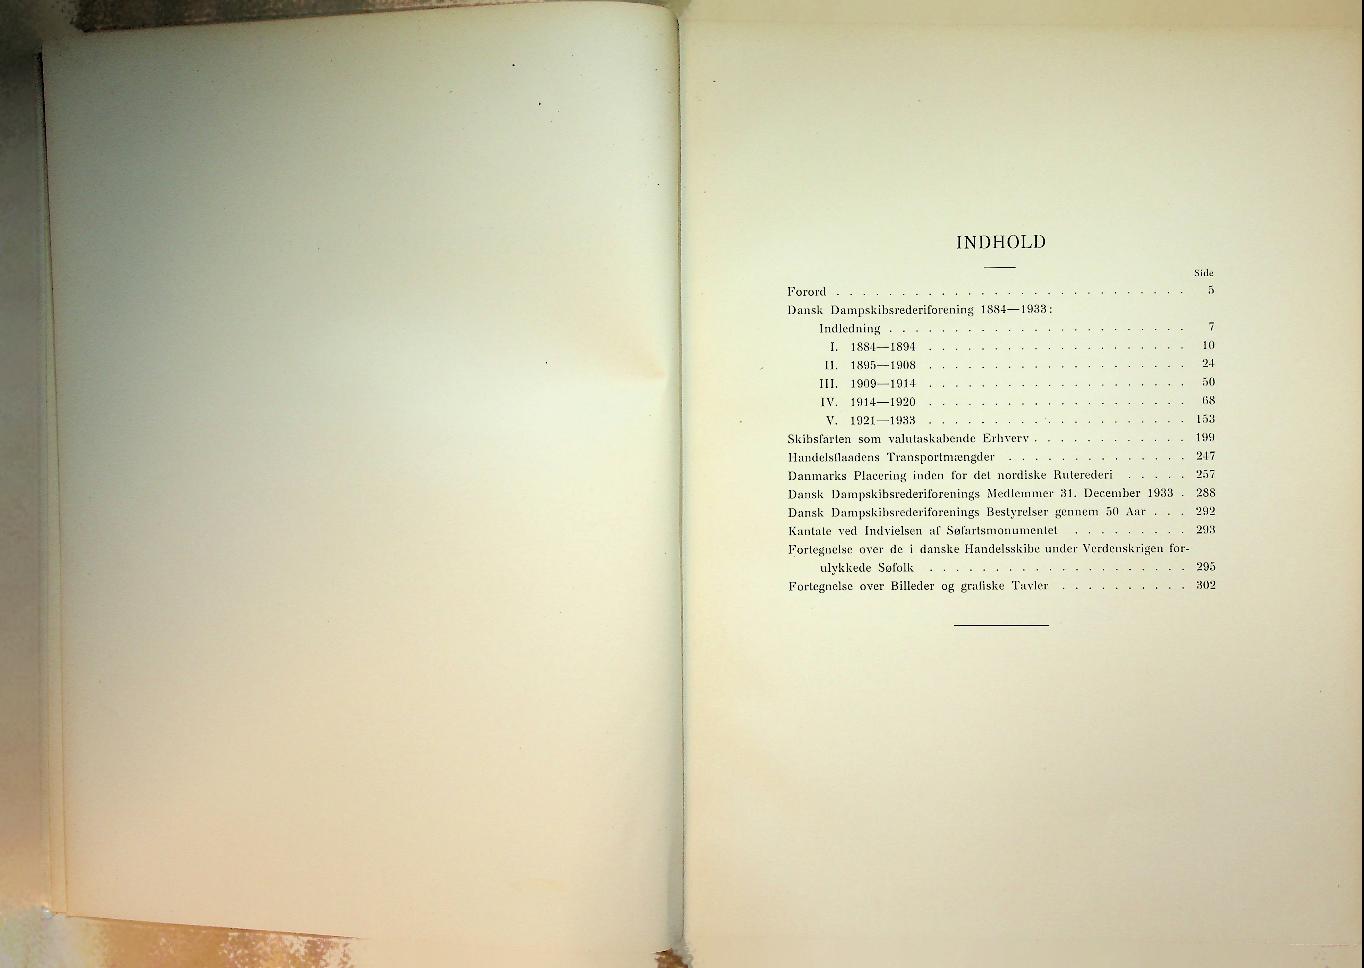 INDHOLD
Side
Forord . . . . . . . . . . . . . . . . . . . . . . . . . . . 5
Dansk Dampskibsrederiforening 1884—1933:
Indledning . . . . . . . . . . . . . . . . . . . . . . . 7
I. 1884—1894 . . . . . . . . . . . . . . . . . . . . 10
II. 1895—1908 . . . . . . . . . . . . . . . . . . . . 24
III. 1909—1914 . . . . . . . . . . . . . . . . . . . . 50
IV. 1914—1920 . . . . . . . . . . . . . . . . . . . . 68
V. 1921—1933 . . . . . . . . . . . . . . . . . . . . 153
Skibsfarten som valutaskabende Erhverv . . . . . . . . . . . . 199
Handelsflaadens Transportmængder . . . . . . . . . . . . . . 247
Danmarks Placering inden for det nordiske Ruterederi . . . . . 257
Dansk Dampskibsrederiforenings Medlemmer 31. December 1933 . 288
Dansk Dampskibsrederiforenings Bestyrelser gennem 50 Aar . . . 292
Kantate ved Indvielsen af Søfartsmonumentet . . . . . . . . . 293
Fortegnelse over de i danske Handelsskibe under Verdenskrigen for-
ulykkede Søfolk . . . . . . . . . . . . . . . . . . . . 295
Fortegnelse over Billeder og grafiske Tavler . . . . . . . . . . 302